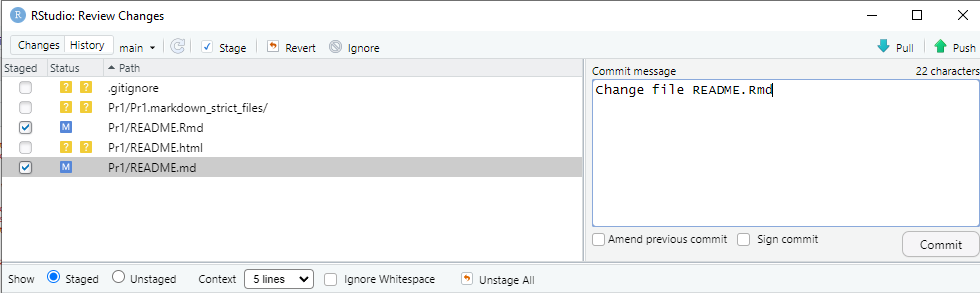 R RStudio: Review Changes
Changes History main Stage Revert Ignore Pull Push
Staged Status Path
? ? .gitignore
? ? Pr1/Pr1.markdown_strict_files/
M Pr1/README.Rmd
? ? Pr1/README.html
M Pr1/README.md
Commit message 22 characters
Change file README.Rmd
Amend previous commit Sign commit Commit
Show Staged Unstaged Context 5 lines Ignore Whitespace Unstage All